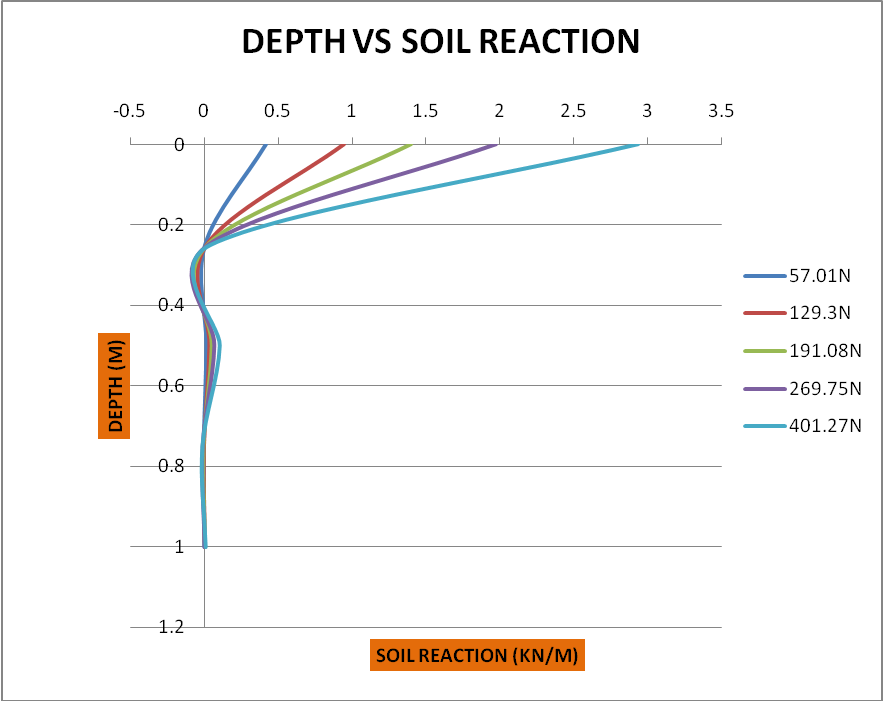 DEPTH VS SOIL REACTION
-0.5 0 0.5 1 1.5 2 2.5 3 3.5
0
0.2
0.4
0.6
0.8
1
1.2
DEPTH (M)
SOIL REACTION (KN/M)
57.01N
129.3N
191.08N
269.75N
401.27N